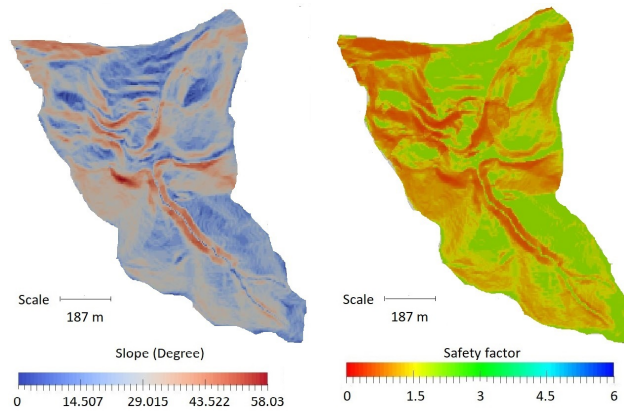 Scale
187 m
Scale
187 m
Slope (Degree)
0 14.507 29.015 43.522 58.03
Safety factor
0 1.5 3 4.5 6